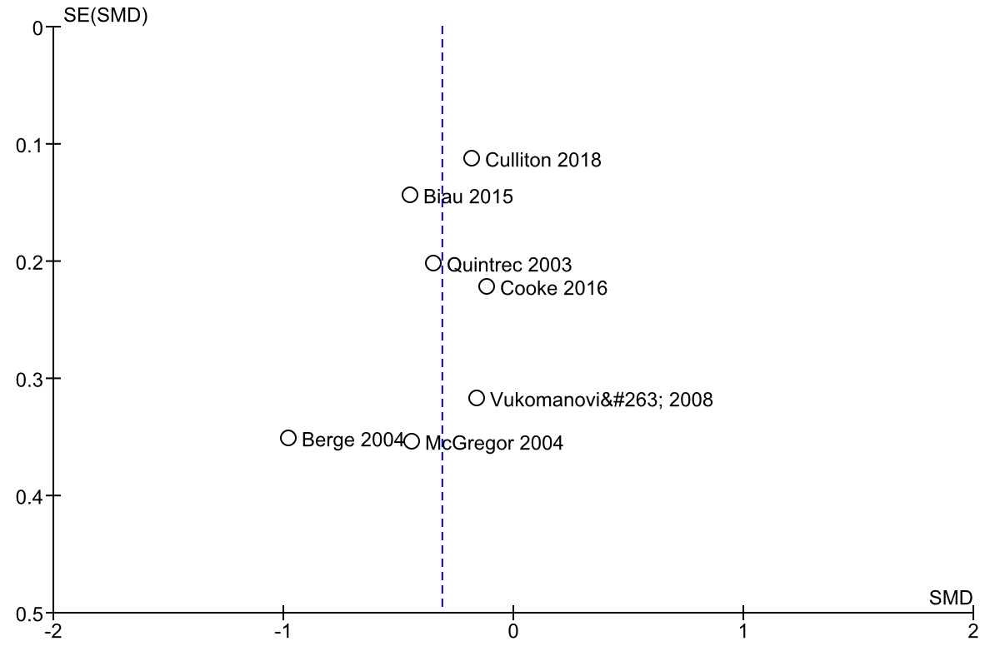 SE(SMD)
0
0.1
Culliton 2018
Biau 2015
0.2
Quintrec 2003
Cooke 2016
0.3
Vukomanovi&#263; 2008
Berge 2004
McGregor 2004
0.4
SMD
0.5
-2
-1
0
1
2